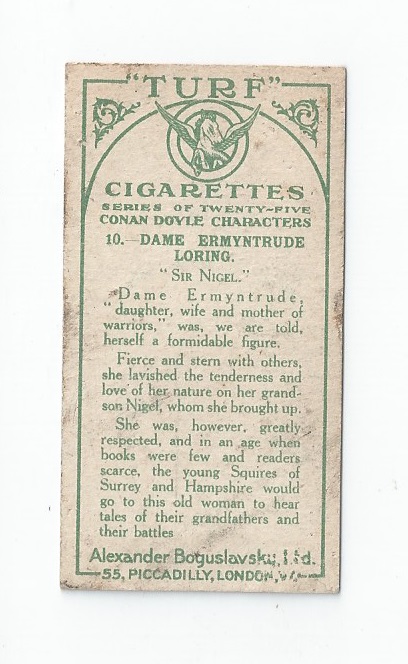 "TURF"
CIGARETTES
SERIES OF TWENTY-FIVE
CONAN DOYLE CHARACTERS
10.—DAME ERMYNTRUDE
LORING.
"SIR NIGEL."
Dame Ermyntrude,
"daughter, wife and mother of
warriors," was, we are told,
herself a formidable figure.
Fierce and stern with others,
she lavished the tenderness and
love of her nature on her grand-
son Nigel, whom she brought up.
She was, however, greatly
respected, and in an age when
books were few and readers
scarce, the young Squires of
Surrey and Hampshire would
go to this old woman to hear
tales of their grandfathers and
their battles
Alexander Boguslavsky, Ltd.
55, PICCADILLY, LONDON,